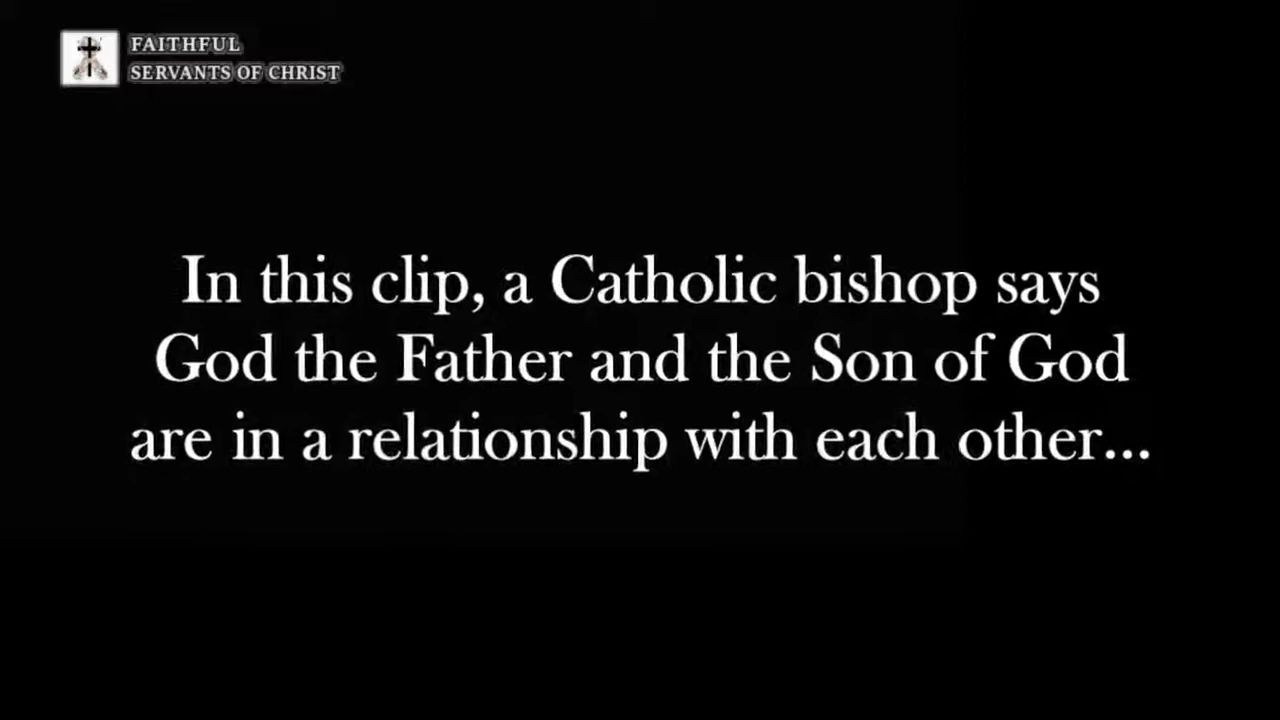 FAITHFUL
SERVANTS OF CHRIST
In this clip, a Catholic bishop says
God the Father and the Son of God
are in a relationship with each other...